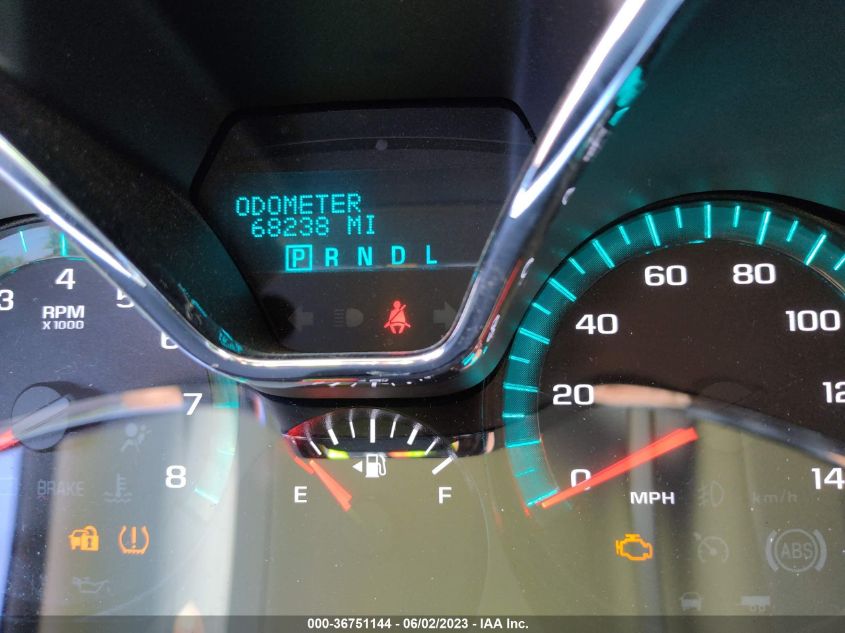 ODOMETER
68238 MI
P R N D L
3 4 5 6 7 8
RPM
X 1000
E F
0 20 40 60 80 100 12 14
MPH
km/h
BRAKE
ABS
000-36751144 - 06/02/2023 - IAA Inc.